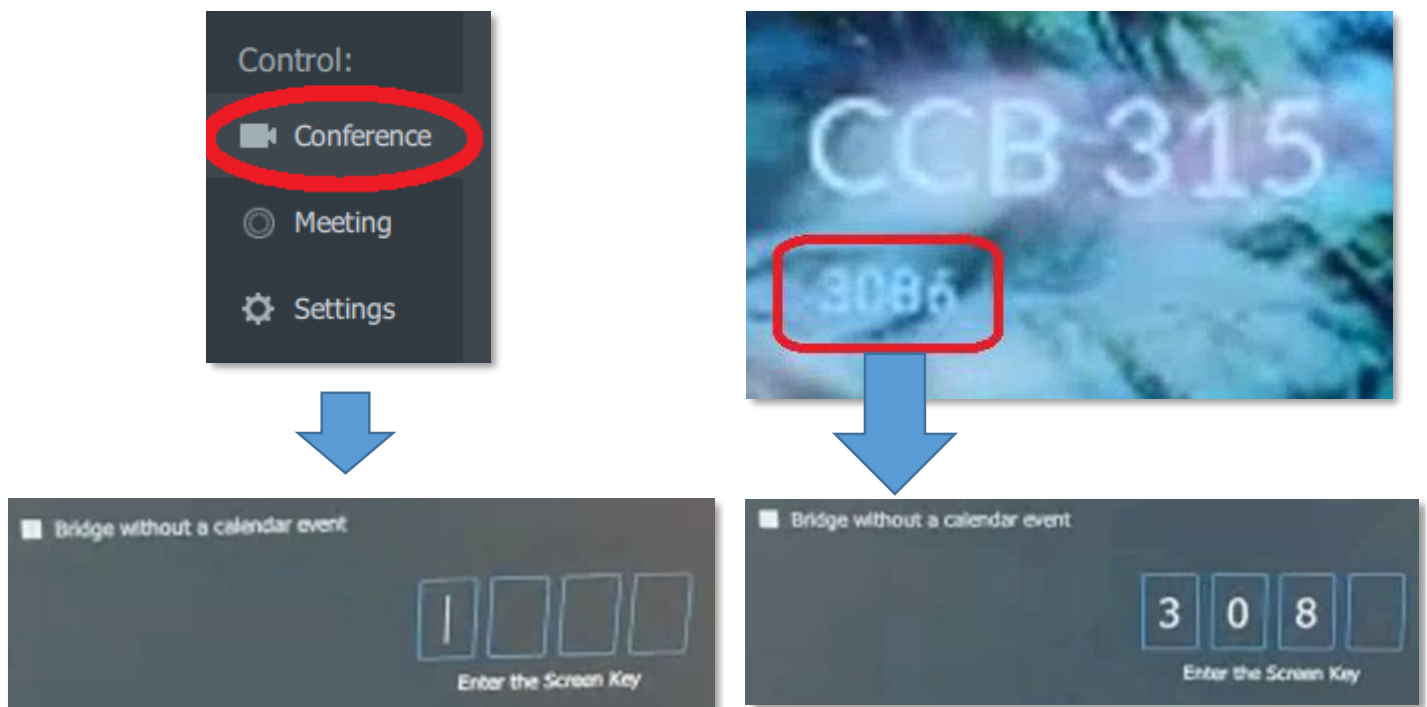 Control:
Conference
Meeting
Settings
CCB 315
3086
Bridge without a calendar event
Enter the Screen Key
Bridge without a calendar event
3 0 8
Enter the Screen Key